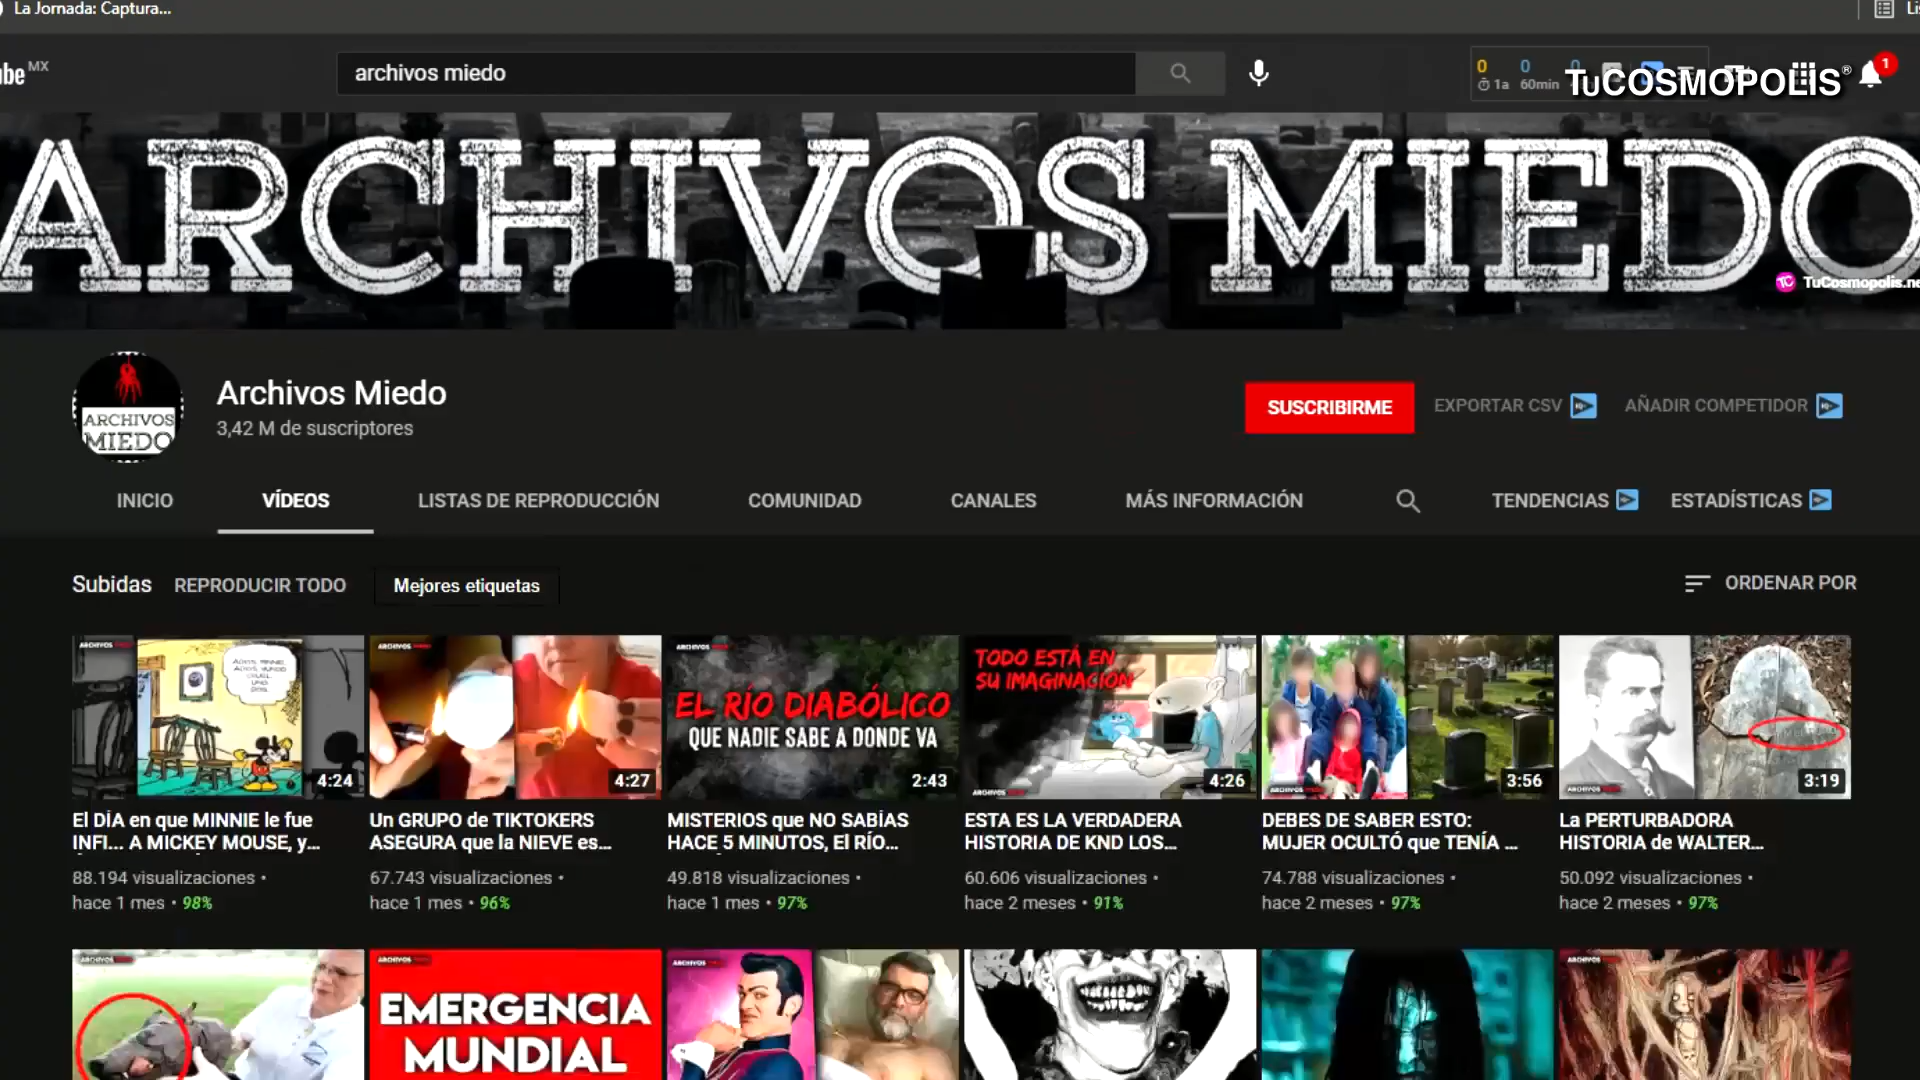 La Jornada: Captura...
MX
archivos miedo
0
0
0
1a
60min
TuCOSMOPOLIS®
1
ARCHIVOS MIEDO
TC
TuCosmopolis.ne
ARCHIVOS
MIEDO
Archivos Miedo
3,42 M de suscriptores
SUSCRIBIRME
EXPORTAR CSV
AÑADIR COMPETIDOR
INICIO
VÍDEOS
LISTAS DE REPRODUCCIÓN
COMUNIDAD
CANALES
MÁS INFORMACIÓN
TENDENCIAS
ESTADÍSTICAS
Subidas
REPRODUCIR TODO
Mejores etiquetas
ORDENAR POR
4:24
4:27
EL RÍO DIABÓLICO
QUE NADIE SABE A DONDE VA
2:43
TODO ESTÁ EN
SU IMAGINACIÓN
4:26
3:56
3:19
El DÍA en que MINNIE le fue
INFI... A MICKEY MOUSE, y...
88.194 visualizaciones •
hace 1 mes • 98%
Un GRUPO de TIKTOKERS
ASEGURA que la NIEVE es...
67.743 visualizaciones •
hace 1 mes • 96%
MISTERIOS que NO SABÍAS
HACE 5 MINUTOS, El RÍO...
49.818 visualizaciones •
hace 1 mes • 97%
ESTA ES LA VERDADERA
HISTORIA DE KND LOS...
60.606 visualizaciones •
hace 2 meses • 91%
DEBES DE SABER ESTO:
MUJER OCULTÓ que TENÍA ...
74.788 visualizaciones •
hace 2 meses • 97%
La PERTURBADORA
HISTORIA de WALTER...
50.092 visualizaciones •
hace 2 meses • 97%
EMERGENCIA
MUNDIAL